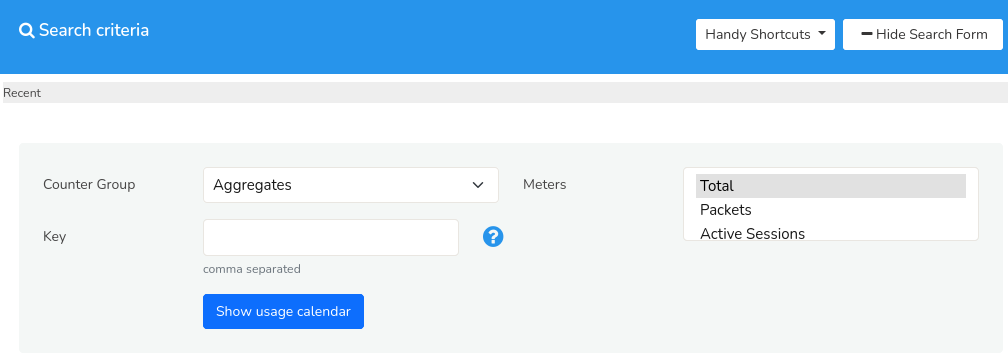 Search criteria
Handy Shortcuts
Hide Search Form
Recent
Counter Group
Aggregates
Meters
Total
Packets
Active Sessions
Key
?
comma separated
Show usage calendar